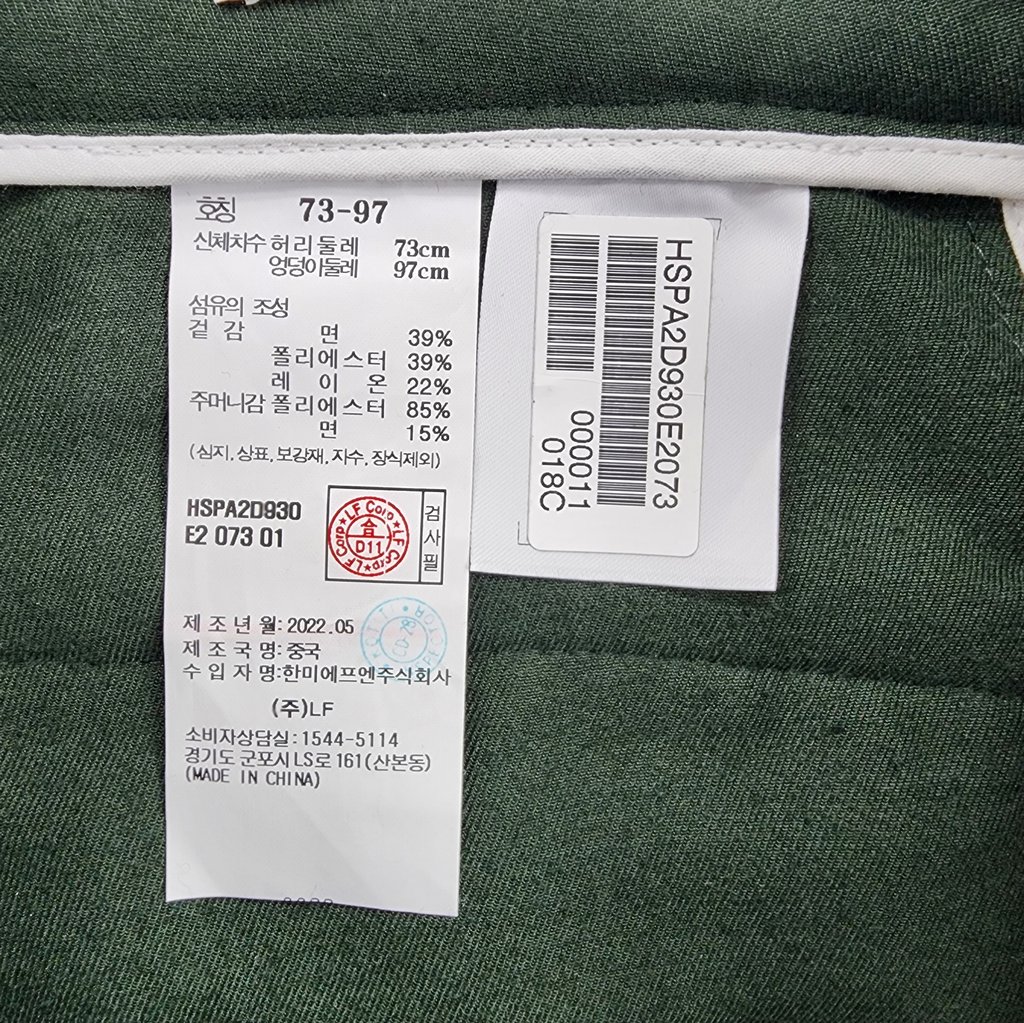 호칭 73-97
신체치수 허리둘레 73cm
엉덩이둘레 97cm
섬유의 조성
겉감 면 39%
폴리에스터 39%
레이온 22%
주머니감 폴리에스터 85%
면 15%
(심지,상표,보강재,자수,장식제외)
HSPA2D930
E2 073 01
LF Corp ★ LF Corp ★ LF Corp ★
合
D11
검사필
제조년월: 2022.05
제조국명: 중국
수입자명:한미에프엔주식회사
(주)LF
소비자상담실:1544-5114
경기도 군포시 LS로 161(산본동)
(MADE IN CHINA)
HSPA2D930E2073
000011
018C